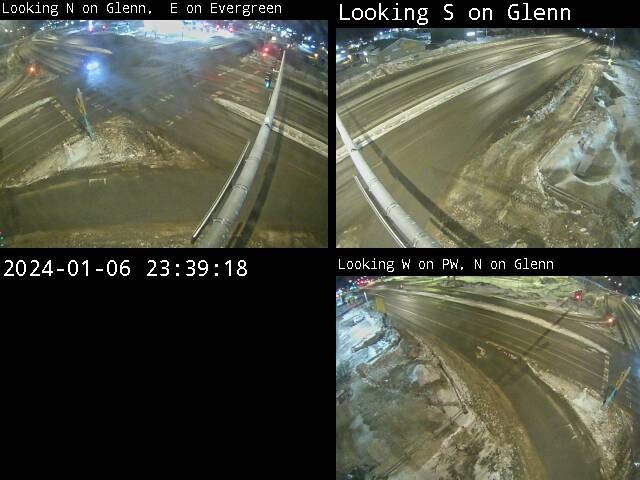 Looking N on Glenn,  E on Evergreen
Looking S on Glenn
2024-01-06 23:39:18
Looking W on PW, N on Glenn